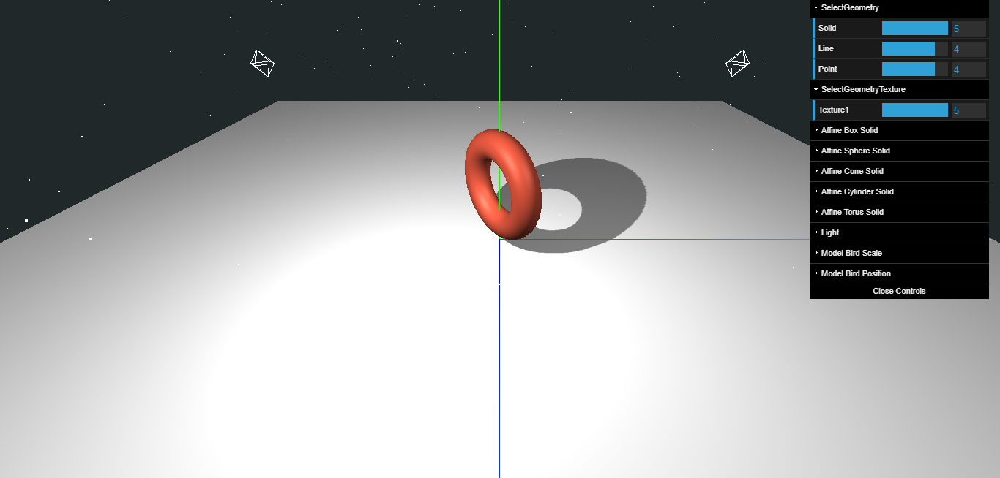 SelectGeometry
Solid 5
Line 4
Point 4
SelectGeometryTexture
Texture1 5
Affine Box Solid
Affine Sphere Solid
Affine Cone Solid
Affine Cylinder Solid
Affine Torus Solid
Light
Model Bird Scale
Model Bird Position
Close Controls